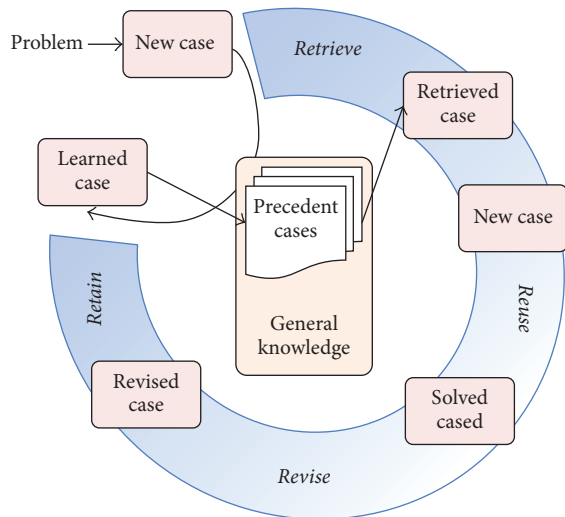 Problem
New case
Retrieve
Retrieved
case
Learned
case
Precedent
cases
New case
General
knowledge
Reuse
Retain
Revised
case
Solved
cased
Revise